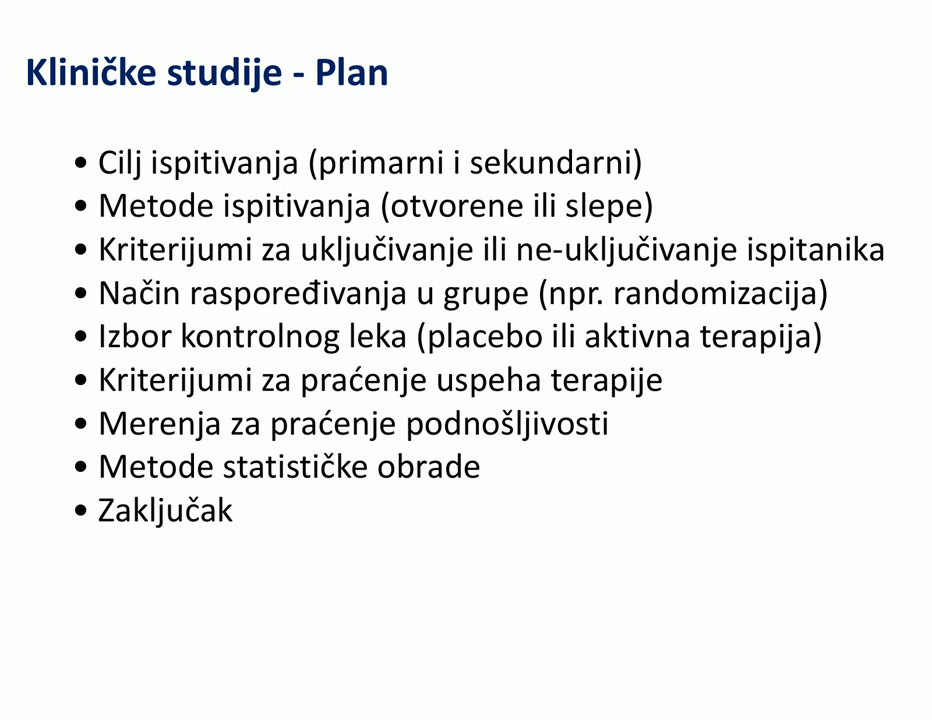 Kliničke studije - Plan
• Cilj ispitivanja (primarni i sekundarni)
• Metode ispitivanja (otvorene ili slepe)
• Kriterijumi za uključivanje ili ne-uključivanje ispitanika
• Način raspoređivanja u grupe (npr. randomizacija)
• Izbor kontrolnog leka (placebo ili aktivna terapija)
• Kriterijumi za praćenje uspeha terapije
• Merenja za praćenje podnošljivosti
• Metode statističke obrade
• Zaključak